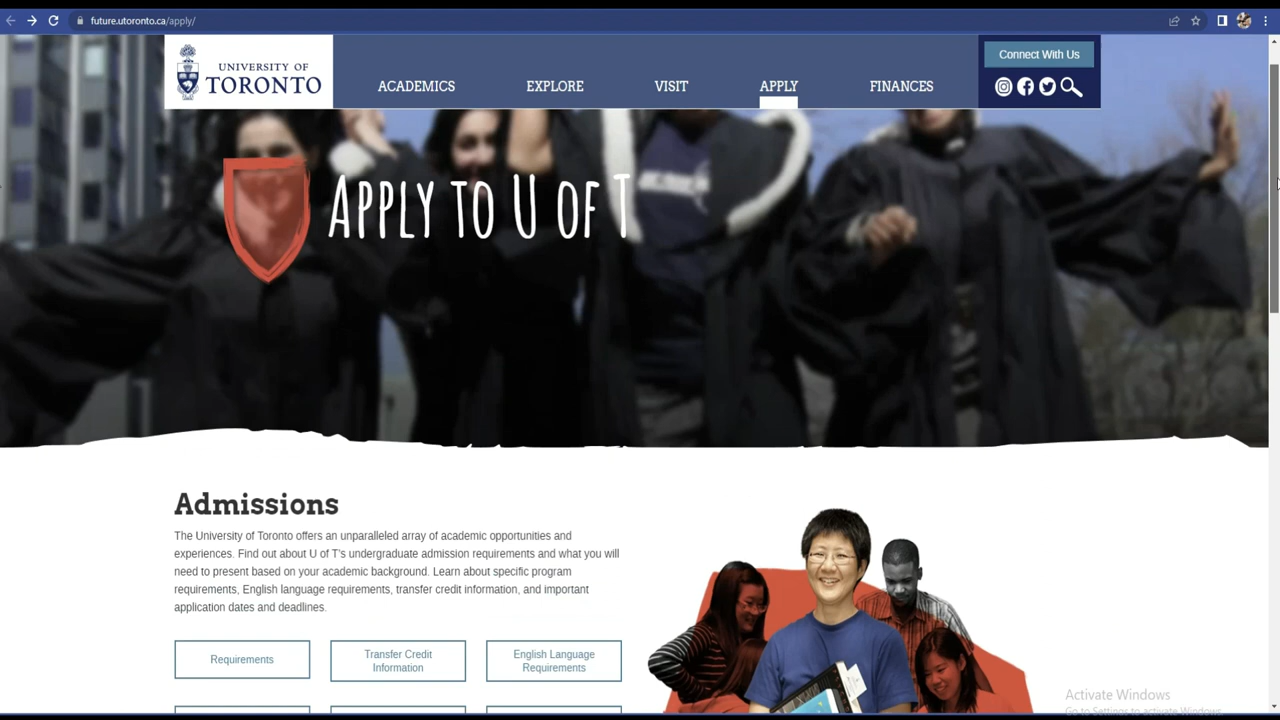 future.utoronto.ca/apply/
UNIVERSITY OF
TORONTO
ACADEMICS
EXPLORE
VISIT
APPLY
FINANCES
Connect With Us
APPLY TO U OF T
Admissions
The University of Toronto offers an unparalleled array of academic opportunities and
experiences. Find out about U of T's undergraduate admission requirements and what you will
need to present based on your academic background. Learn about specific program
requirements, English language requirements, transfer credit information, and important
application dates and deadlines.
Requirements
Transfer Credit
Information
English Language
Requirements
Activate Windows
Go to Settings to activate Windows.